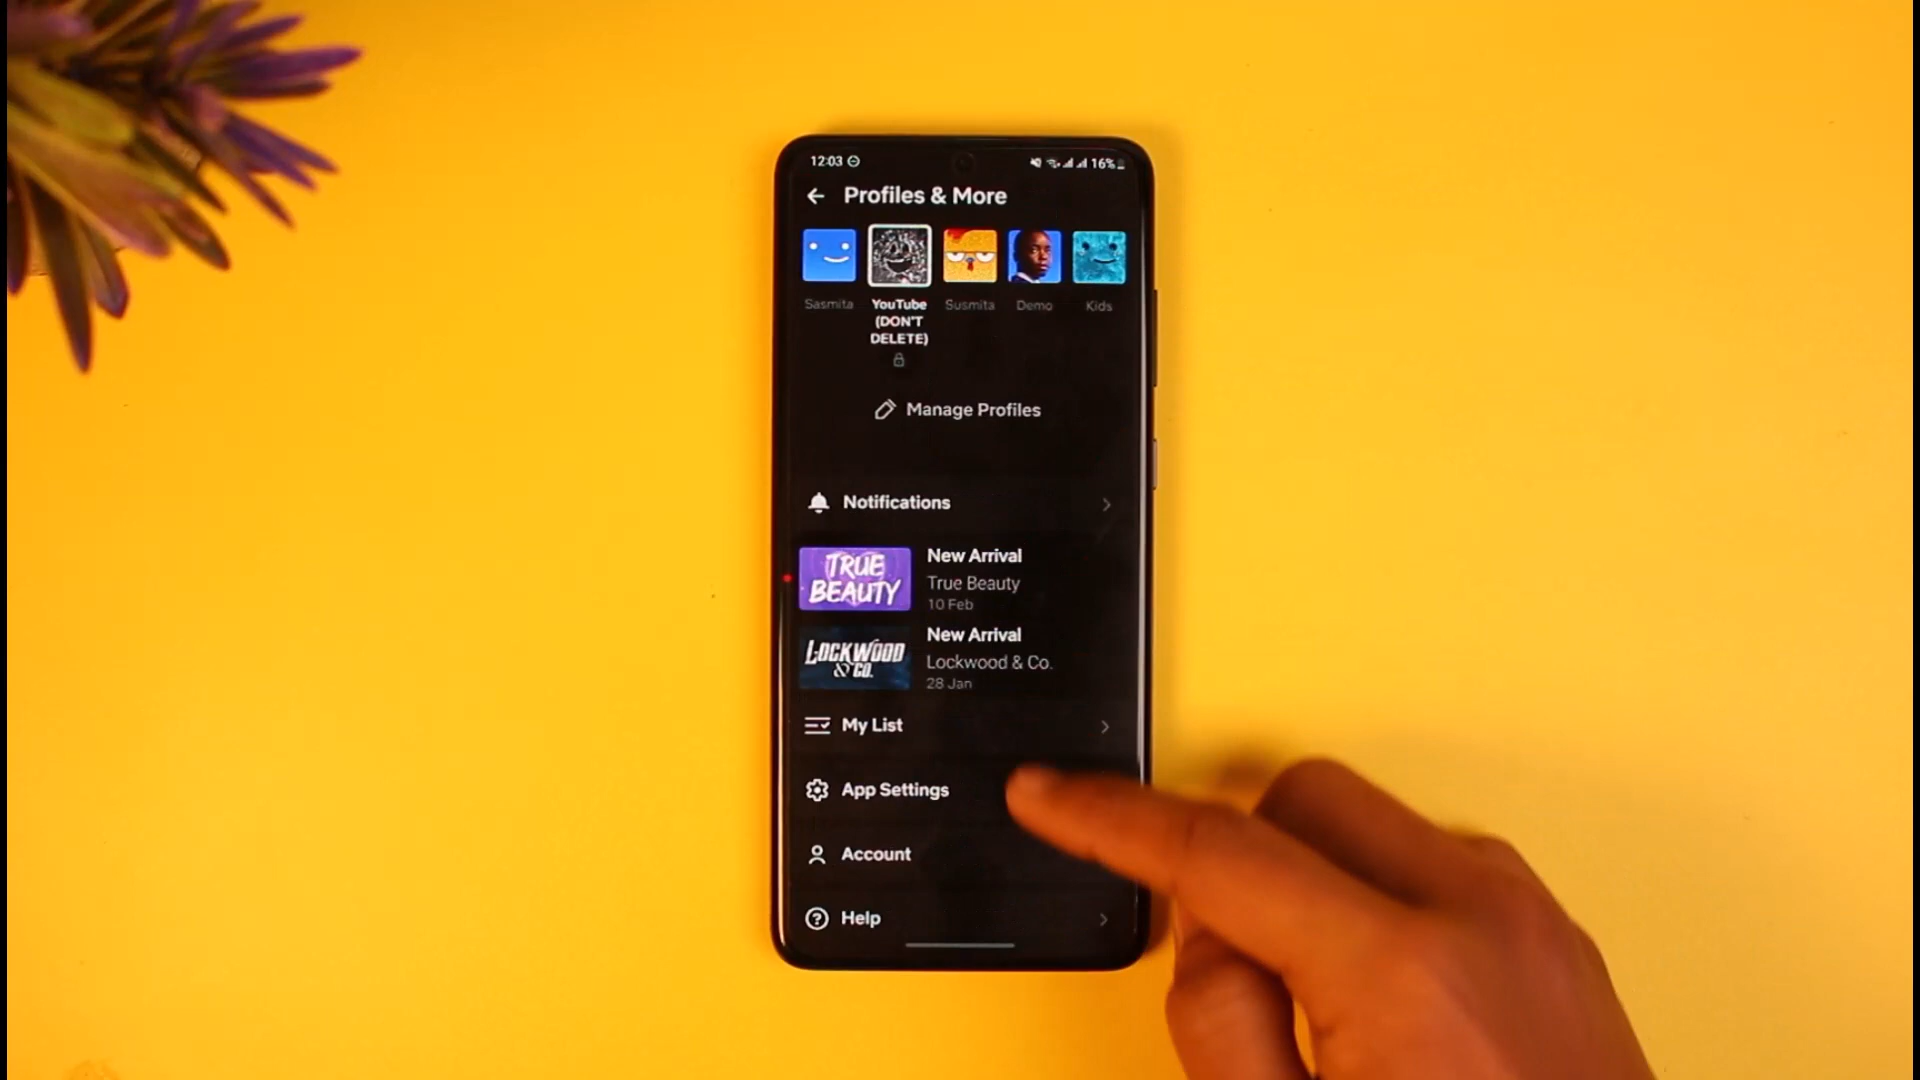 12:03
16%
Profiles & More
Sasmita
YouTube
(DON'T
DELETE)
Susmita
Demo
Kids
Manage Profiles
Notifications
TRUE
BEAUTY
New Arrival
True Beauty
10 Feb
LOCKWOOD
& CO.
New Arrival
Lockwood & Co.
28 Jan
My List
App Settings
Account
Help